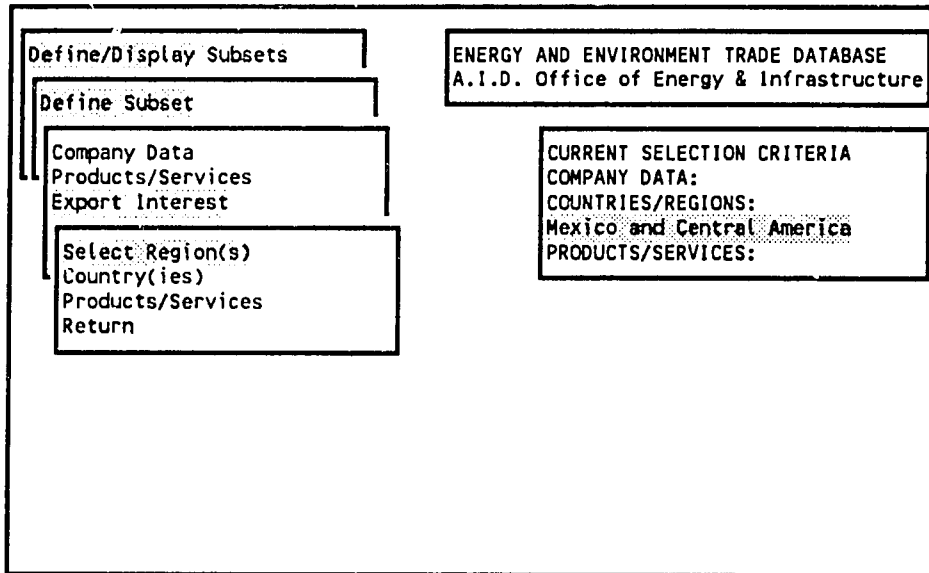 Define/Display Subsets
Define Subset
Company Data
Products/Services
Export Interest
Select Region(s)
Country(ies)
Products/Services
Return
ENERGY AND ENVIRONMENT TRADE DATABASE
A.I.D. Office of Energy & Infrastructure
CURRENT SELECTION CRITERIA
COMPANY DATA:
COUNTRIES/REGIONS:
Mexico and Central America
PRODUCTS/SERVICES: